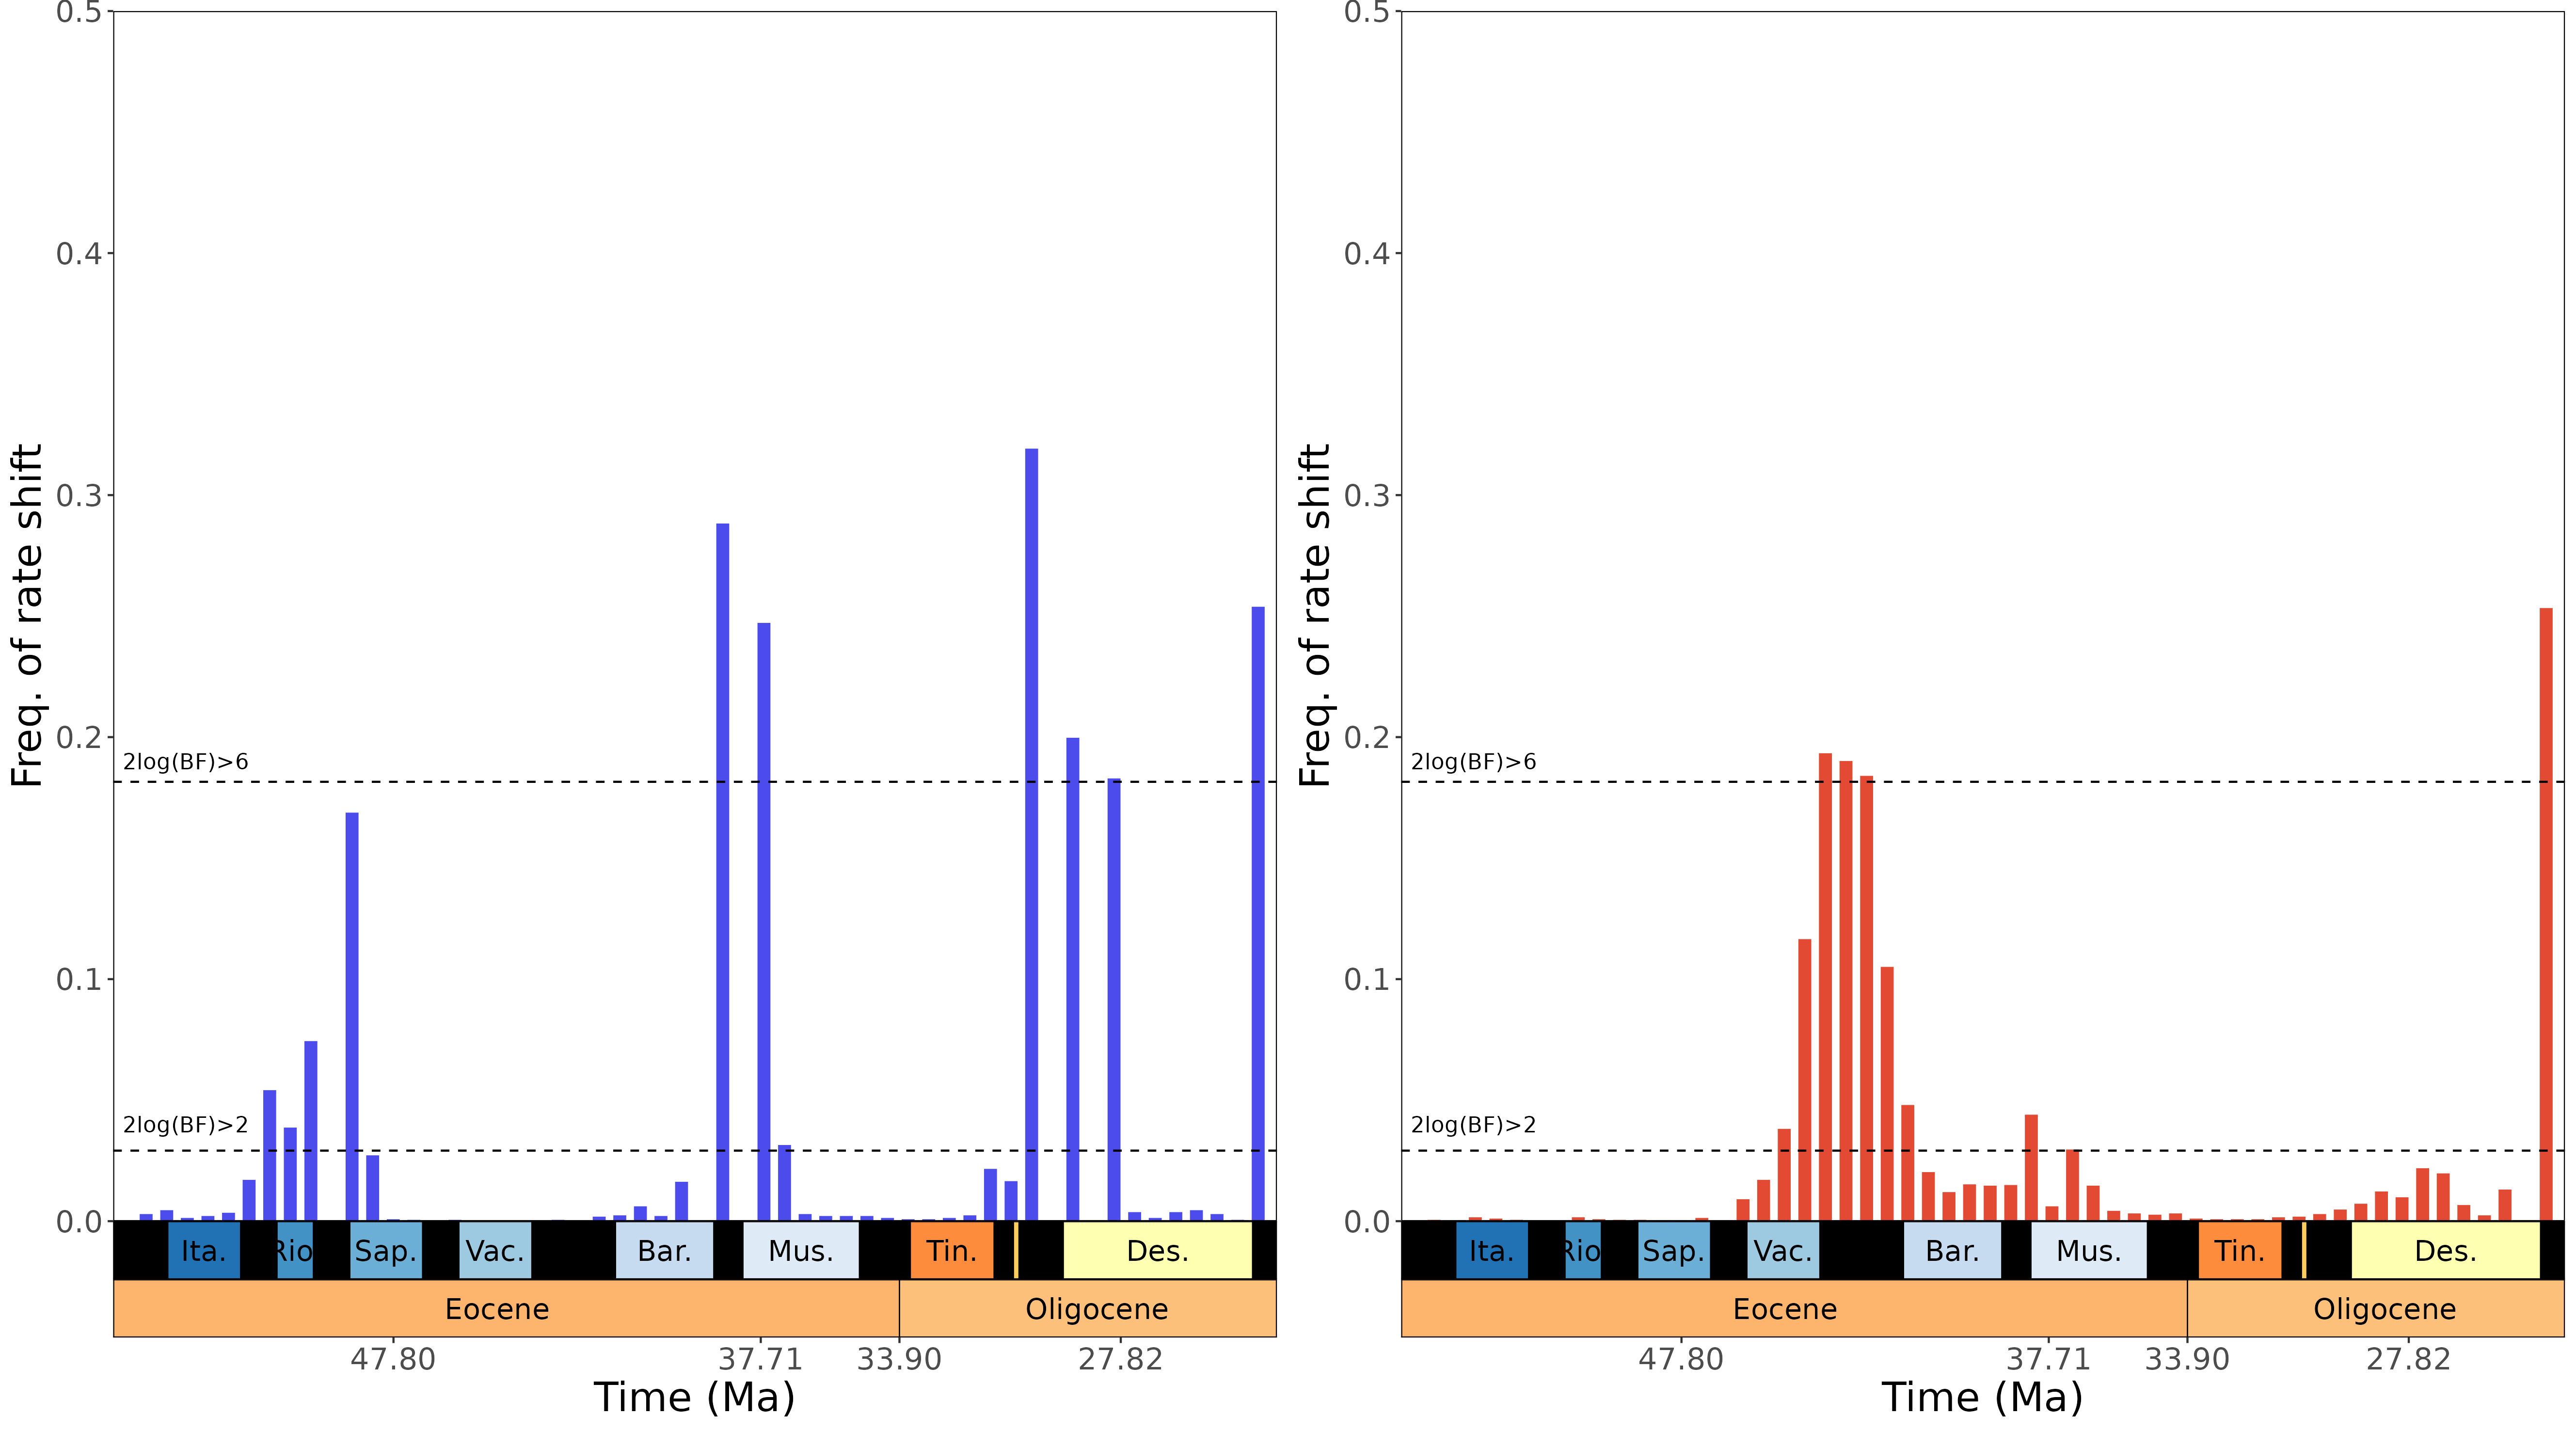 Freq. of rate shift
0.5
0.4
0.3
0.2
0.1
0.0
2log(BF)>6
2log(BF)>2
Ita. Rio Sap. Vac. Bar. Mus. Tin. Des.
Eocene Oligocene
47.80 37.71 33.90 27.82
Time (Ma)
Freq. of rate shift
0.5
0.4
0.3
0.2
0.1
0.0
2log(BF)>6
2log(BF)>2
Ita. Rio Sap. Vac. Bar. Mus. Tin. Des.
Eocene Oligocene
47.80 37.71 33.90 27.82
Time (Ma)